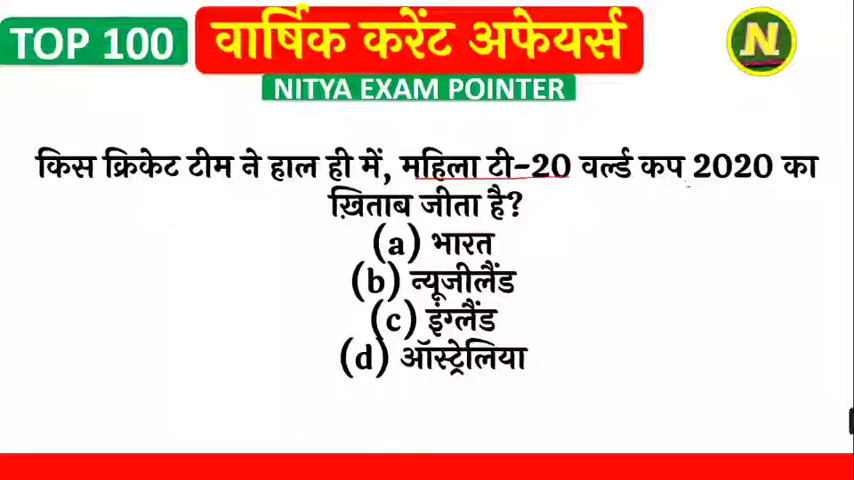 TOP 100
वार्षिक करेंट अफेयर्स
N
NITYA EXAM POINTER
किस क्रिकेट टीम ने हाल ही में, महिला टी-20 वर्ल्ड कप 2020 का
ख़िताब जीता है?
(a) भारत
(b) न्यूजीलैंड
(c) इंग्लैंड
(d) ऑस्ट्रेलिया